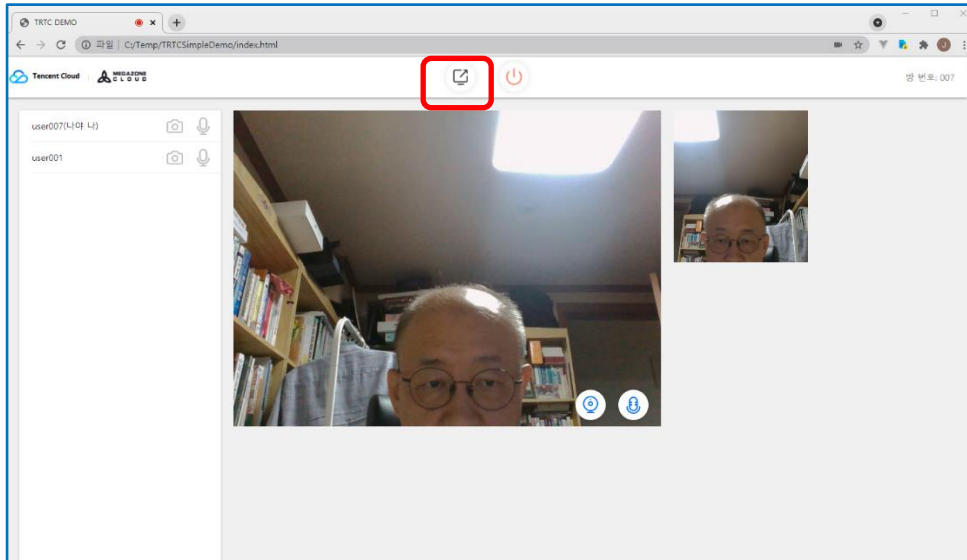 TRTC DEMO
파일 | C:/Temp/TRTCSimpleDemo/index.html
Tencent Cloud
MEGAZONE
CLOUD
방 번호: 007
user007(나야 나)
user001